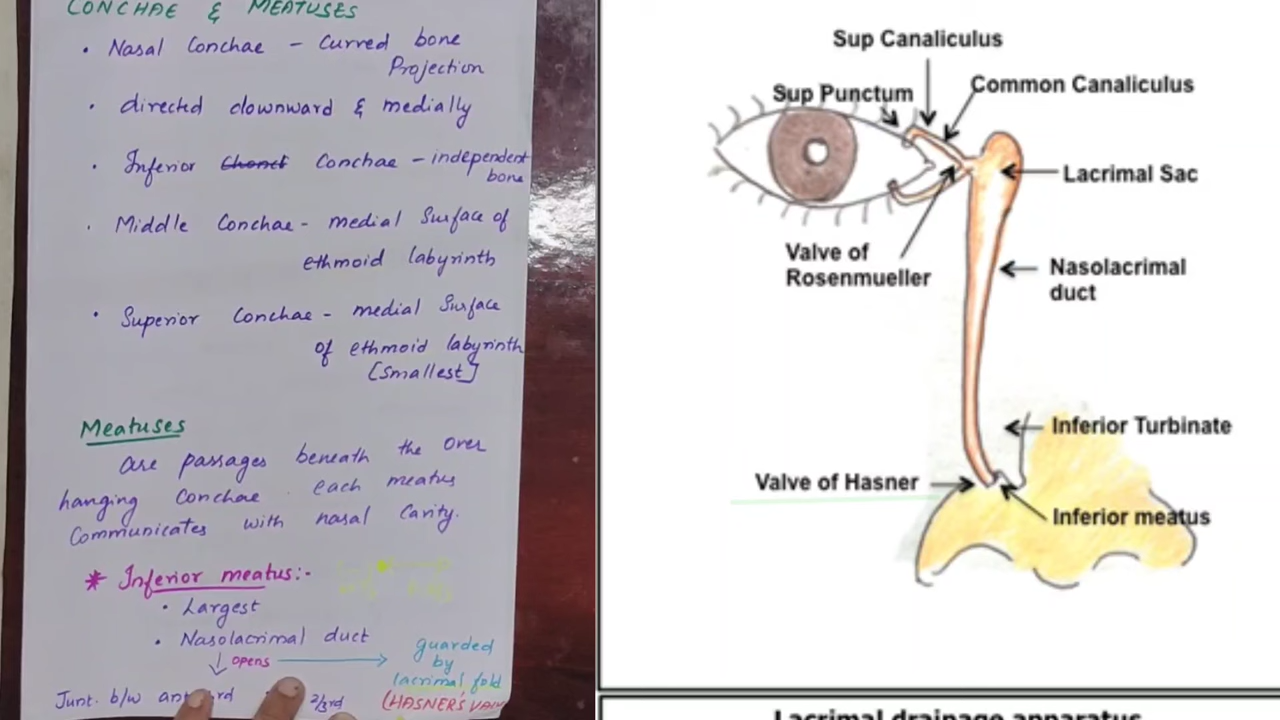 CONCHAE & MEATUSES
• Nasal Conchae - Curved bone
Projection
• directed downward & medially
• Inferior Conchae - independent
bone
• Middle Conchae - medial Surface of
ethmoid labyrinth
• Superior Conchae - medial Surface
of ethmoid labyrinth
[Smallest]
Meatuses
are passages beneath the over
hanging Conchae. each meatus
Communicates with nasal Cavity.
* Inferior meatus:-
• Largest
• Nasolacrimal duct
↓ opens →
guarded
by
lacrimal fold
(HASNER'S
Junt. b/w 2/3rd
Sup Canaliculus
Common Canaliculus
Sup Punctum
Lacrimal Sac
Valve of
Rosenmueller
Nasolacrimal
duct
Inferior Turbinate
Valve of Hasner
Inferior meatus
Lacrimal drainage apparatus